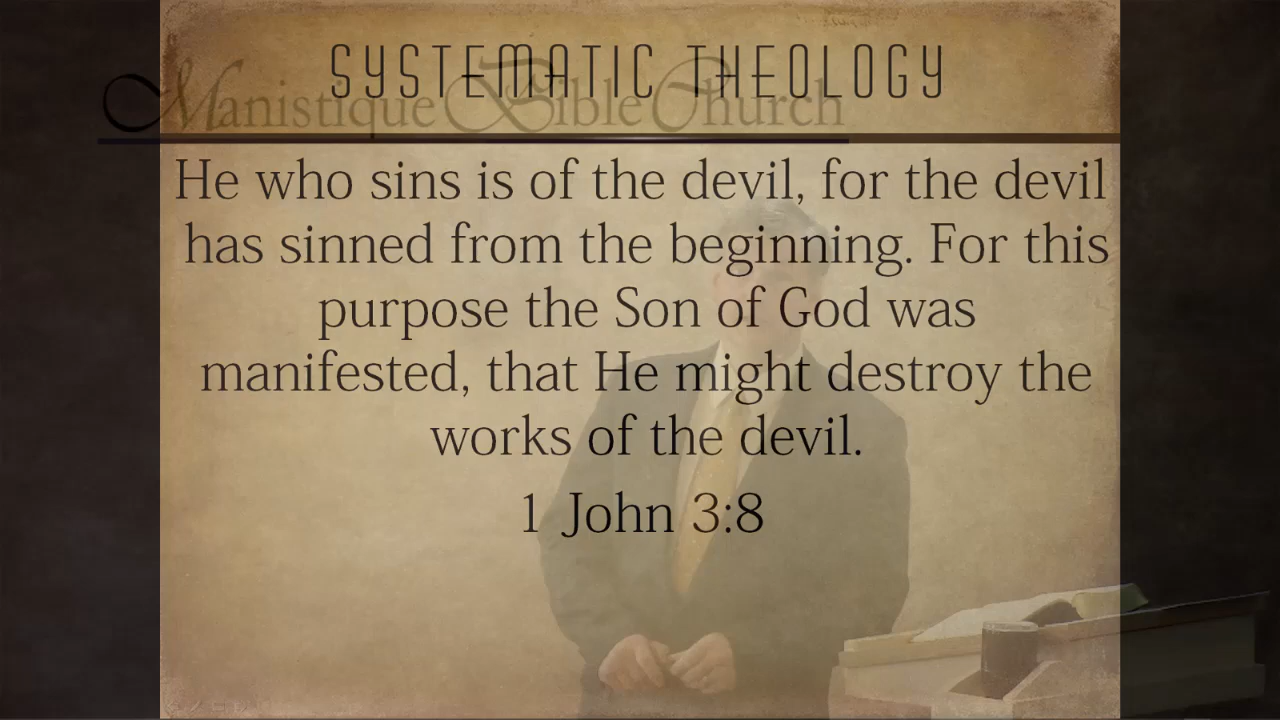 SYSTEMATIC THEOLOGY
Manistique Bible Church
He who sins is of the devil, for the devil
has sinned from the beginning. For this
purpose the Son of God was
manifested, that He might destroy the
works of the devil.
1 John 3:8